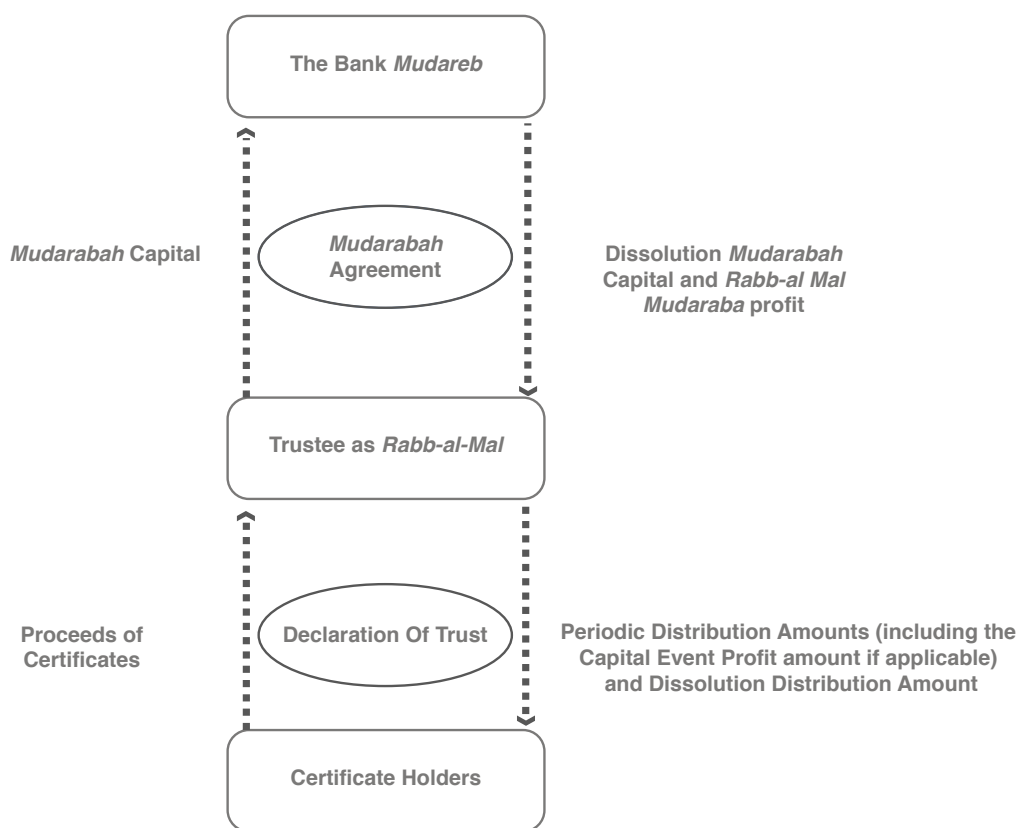 The Bank Mudareb
Mudarabah Capital
Mudarabah
Agreement
Dissolution Mudarabah
Capital and Rabb-al Mal
Mudaraba profit
Trustee as Rabb-al-Mal
Proceeds of
Certificates
Declaration Of Trust
Periodic Distribution Amounts (including the
Capital Event Profit amount if applicable)
and Dissolution Distribution Amount
Certificate Holders